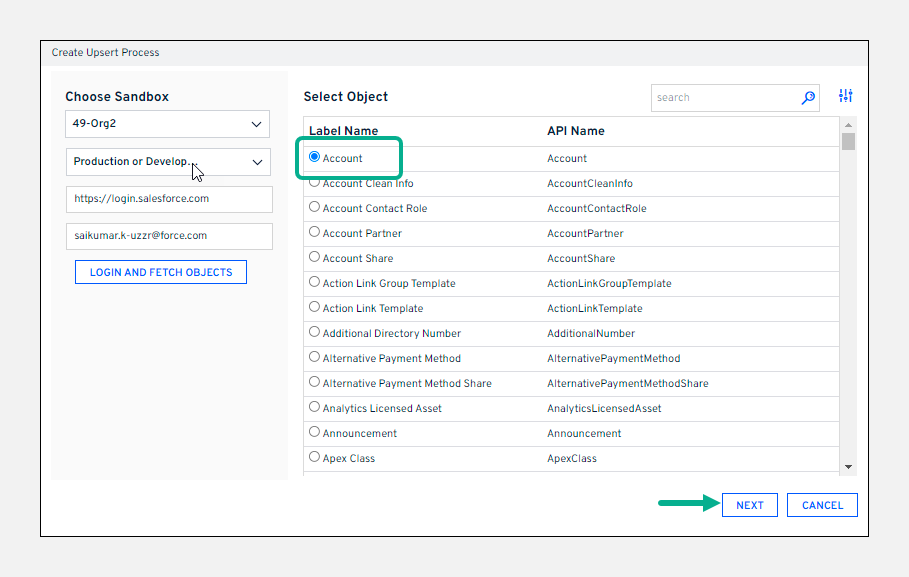 Create Upsert Process
Choose Sandbox
49-Org2
Production or Develop...
https://login.salesforce.com
saikumar.k-uzzr@force.com
LOGIN AND FETCH OBJECTS
Select Object
search
Label Name API Name
Account Account
Account Clean Info AccountCleanInfo
Account Contact Role AccountContactRole
Account Partner AccountPartner
Account Share AccountShare
Action Link Group Template ActionLinkGroupTemplate
Action Link Template ActionLinkTemplate
Additional Directory Number AdditionalNumber
Alternative Payment Method AlternativePaymentMethod
Alternative Payment Method Share AlternativePaymentMethodShare
Analytics Licensed Asset AnalyticsLicensedAsset
Announcement Announcement
Apex Class ApexClass
NEXT CANCEL